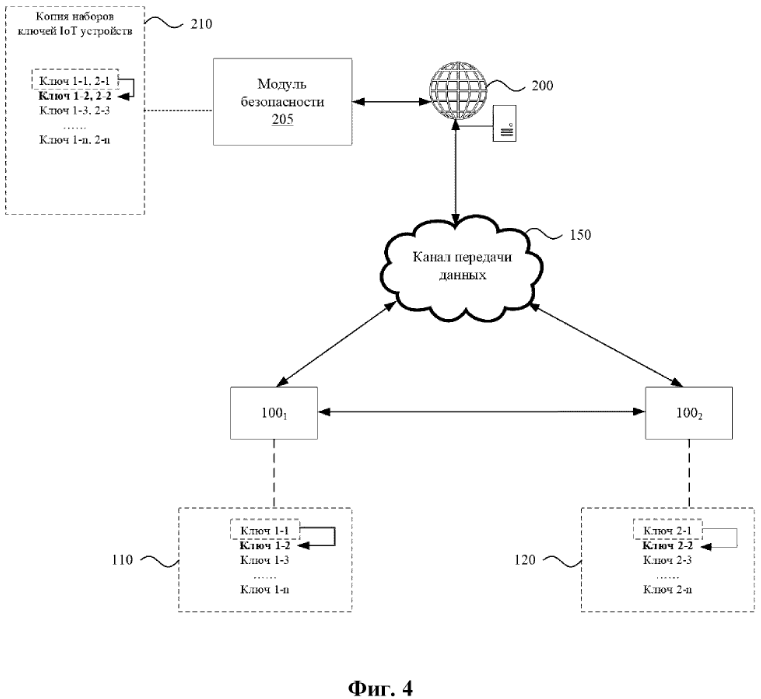 Копия наборов
ключей IoT устройств
210
Ключ 1-1, 2-1
Ключ 1-2, 2-2
Ключ 1-3, 2-3
......
Ключ 1-n, 2-n
Модуль
безопасности
205
200
150
Канал передачи
данных
100₁
100₂
110
Ключ 1-1
Ключ 1-2
Ключ 1-3
......
Ключ 1-n
120
Ключ 2-1
Ключ 2-2
Ключ 2-3
......
Ключ 2-n
Фиг. 4